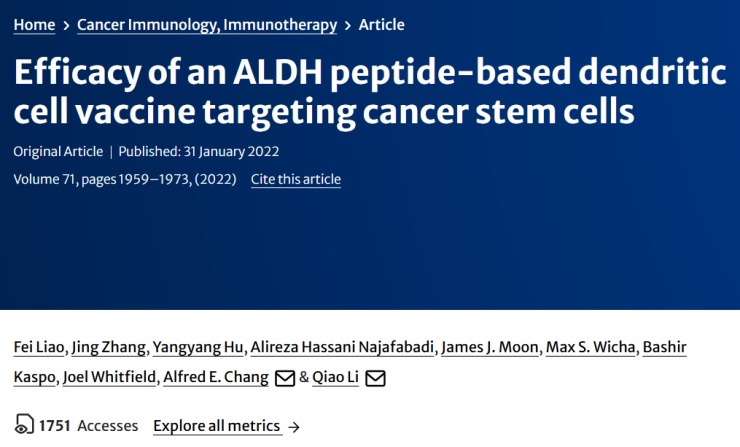 Home > Cancer Immunology, Immunotherapy > Article
Efficacy of an ALDH peptide-based dendritic
cell vaccine targeting cancer stem cells
Original Article | Published: 31 January 2022
Volume 71, pages 1959–1973, (2022) Cite this article
Fei Liao, Jing Zhang, Yangyang Hu, Alireza Hassani Najafabadi, James J. Moon, Max S. Wicha, Bashir
Kaspo, Joel Whitfield, Alfred E. Chang & Qiao Li
1751 Accesses Explore all metrics →